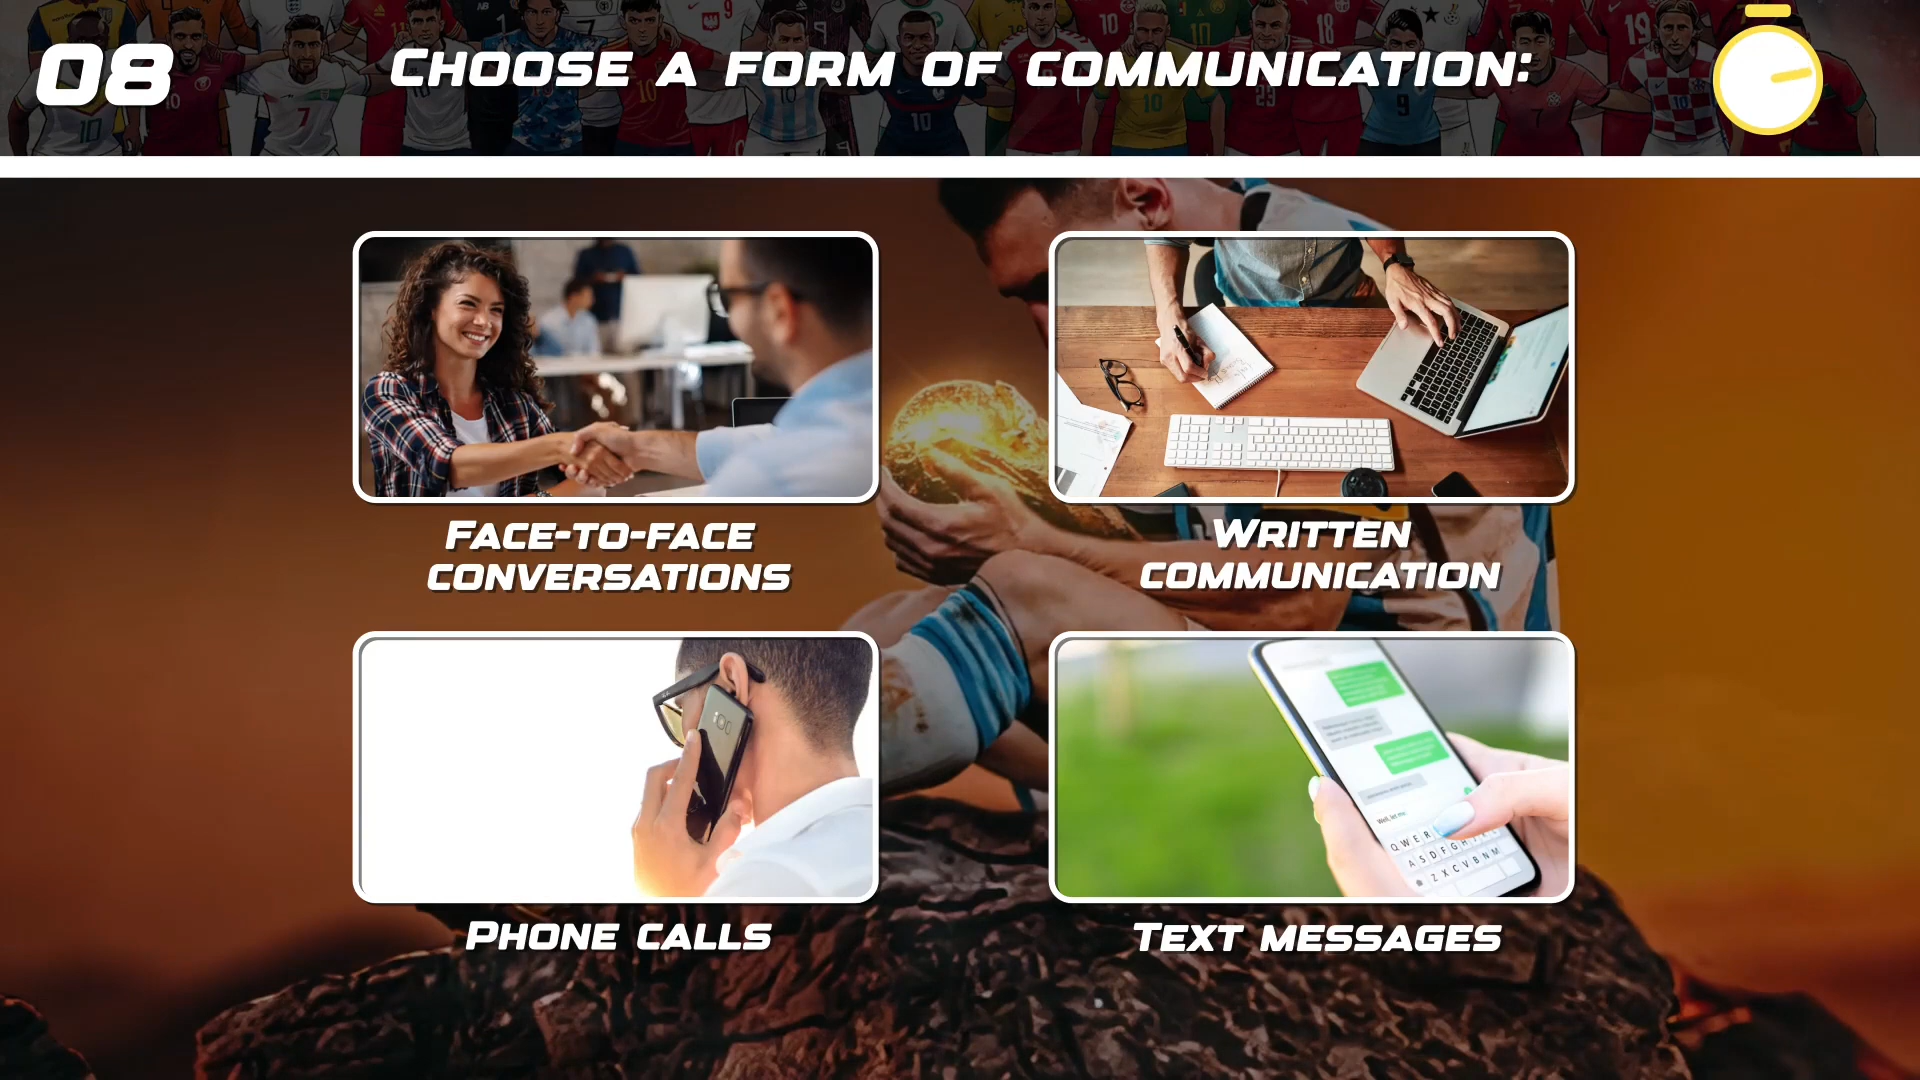 08
Choose a form of communication:
Face-to-face
conversations
Written
communication
Phone calls
Text messages